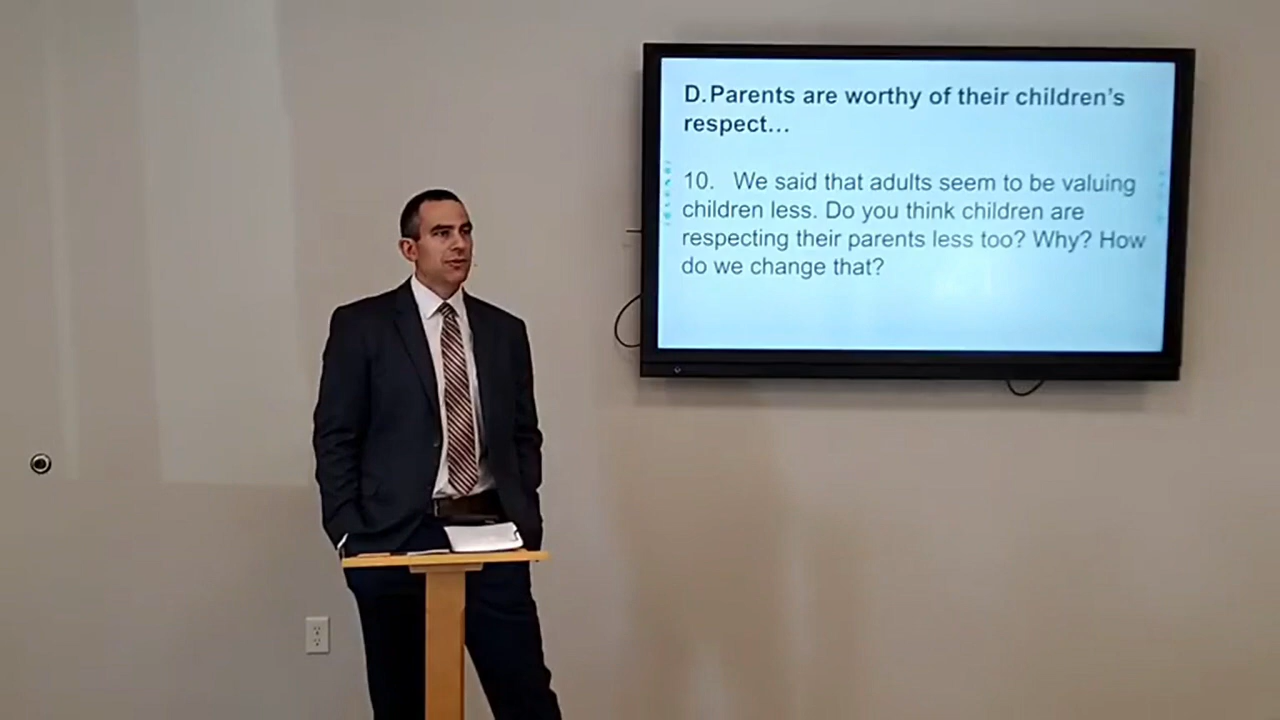 D. Parents are worthy of their children's
respect...
10. We said that adults seem to be valuing
children less. Do you think children are
respecting their parents less too? Why? How
do we change that?